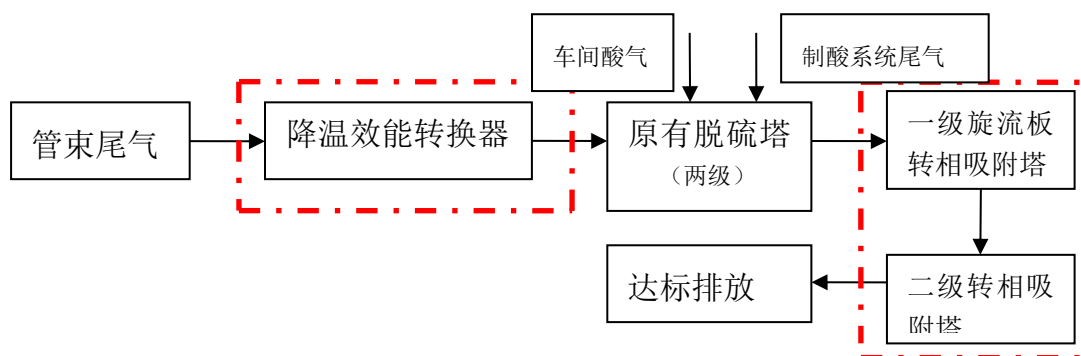 车间酸气
制酸系统尾气
管束尾气
降温效能转换器
原有脱硫塔
（两级）
一级旋流板
转相吸附塔
达标排放
二级转相吸
附塔